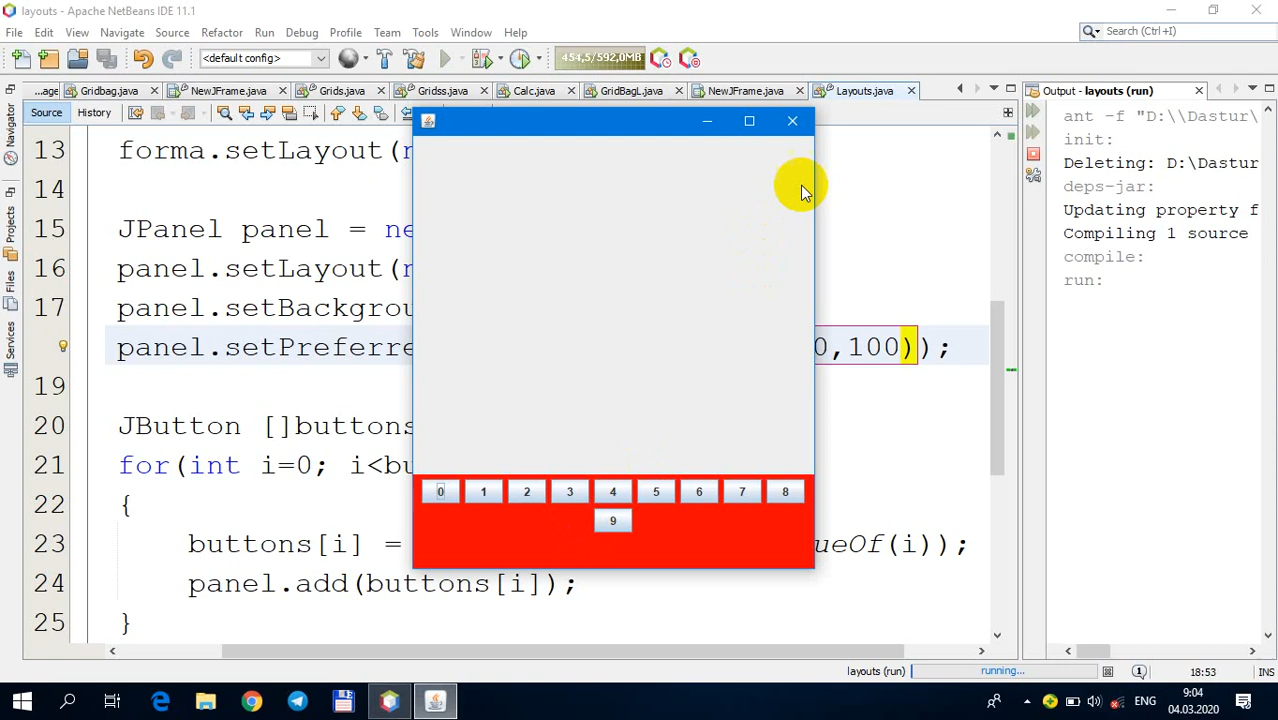 layouts - Apache NetBeans IDE 11.1
File Edit View Navigate Source Refactor Run Debug Profile Team Tools Window Help
Search (Ctrl+I)
<default config>
454,5/592,0MB
...age Gridbag.java NewJFrame.java Grids.java Gridss.java Calc.java GridBagL.java NewJFrame.java Layouts.java
Output - layouts (run)
Source History
Navigator
Projects
Files
Services
13 forma.setLayout(n
14
15 JPanel panel = ne
16 panel.setLayout(n
17 panel.setBackgrou
panel.setPreferre 0,100));
19
20 JButton []buttons
21 for(int i=0; i<bu
22 {
23 buttons[i] = ueOf(i));
24 panel.add(buttons[i]);
25 }
0 1 2 3 4 5 6 7 8
9
ant -f "D:\\Dastur\
init:
Deleting: D:\Dastur
deps-jar:
Updating property f
Compiling 1 source
compile:
run:
layouts (run) running... 18:53 INS
ENG
9:04
04.03.2020